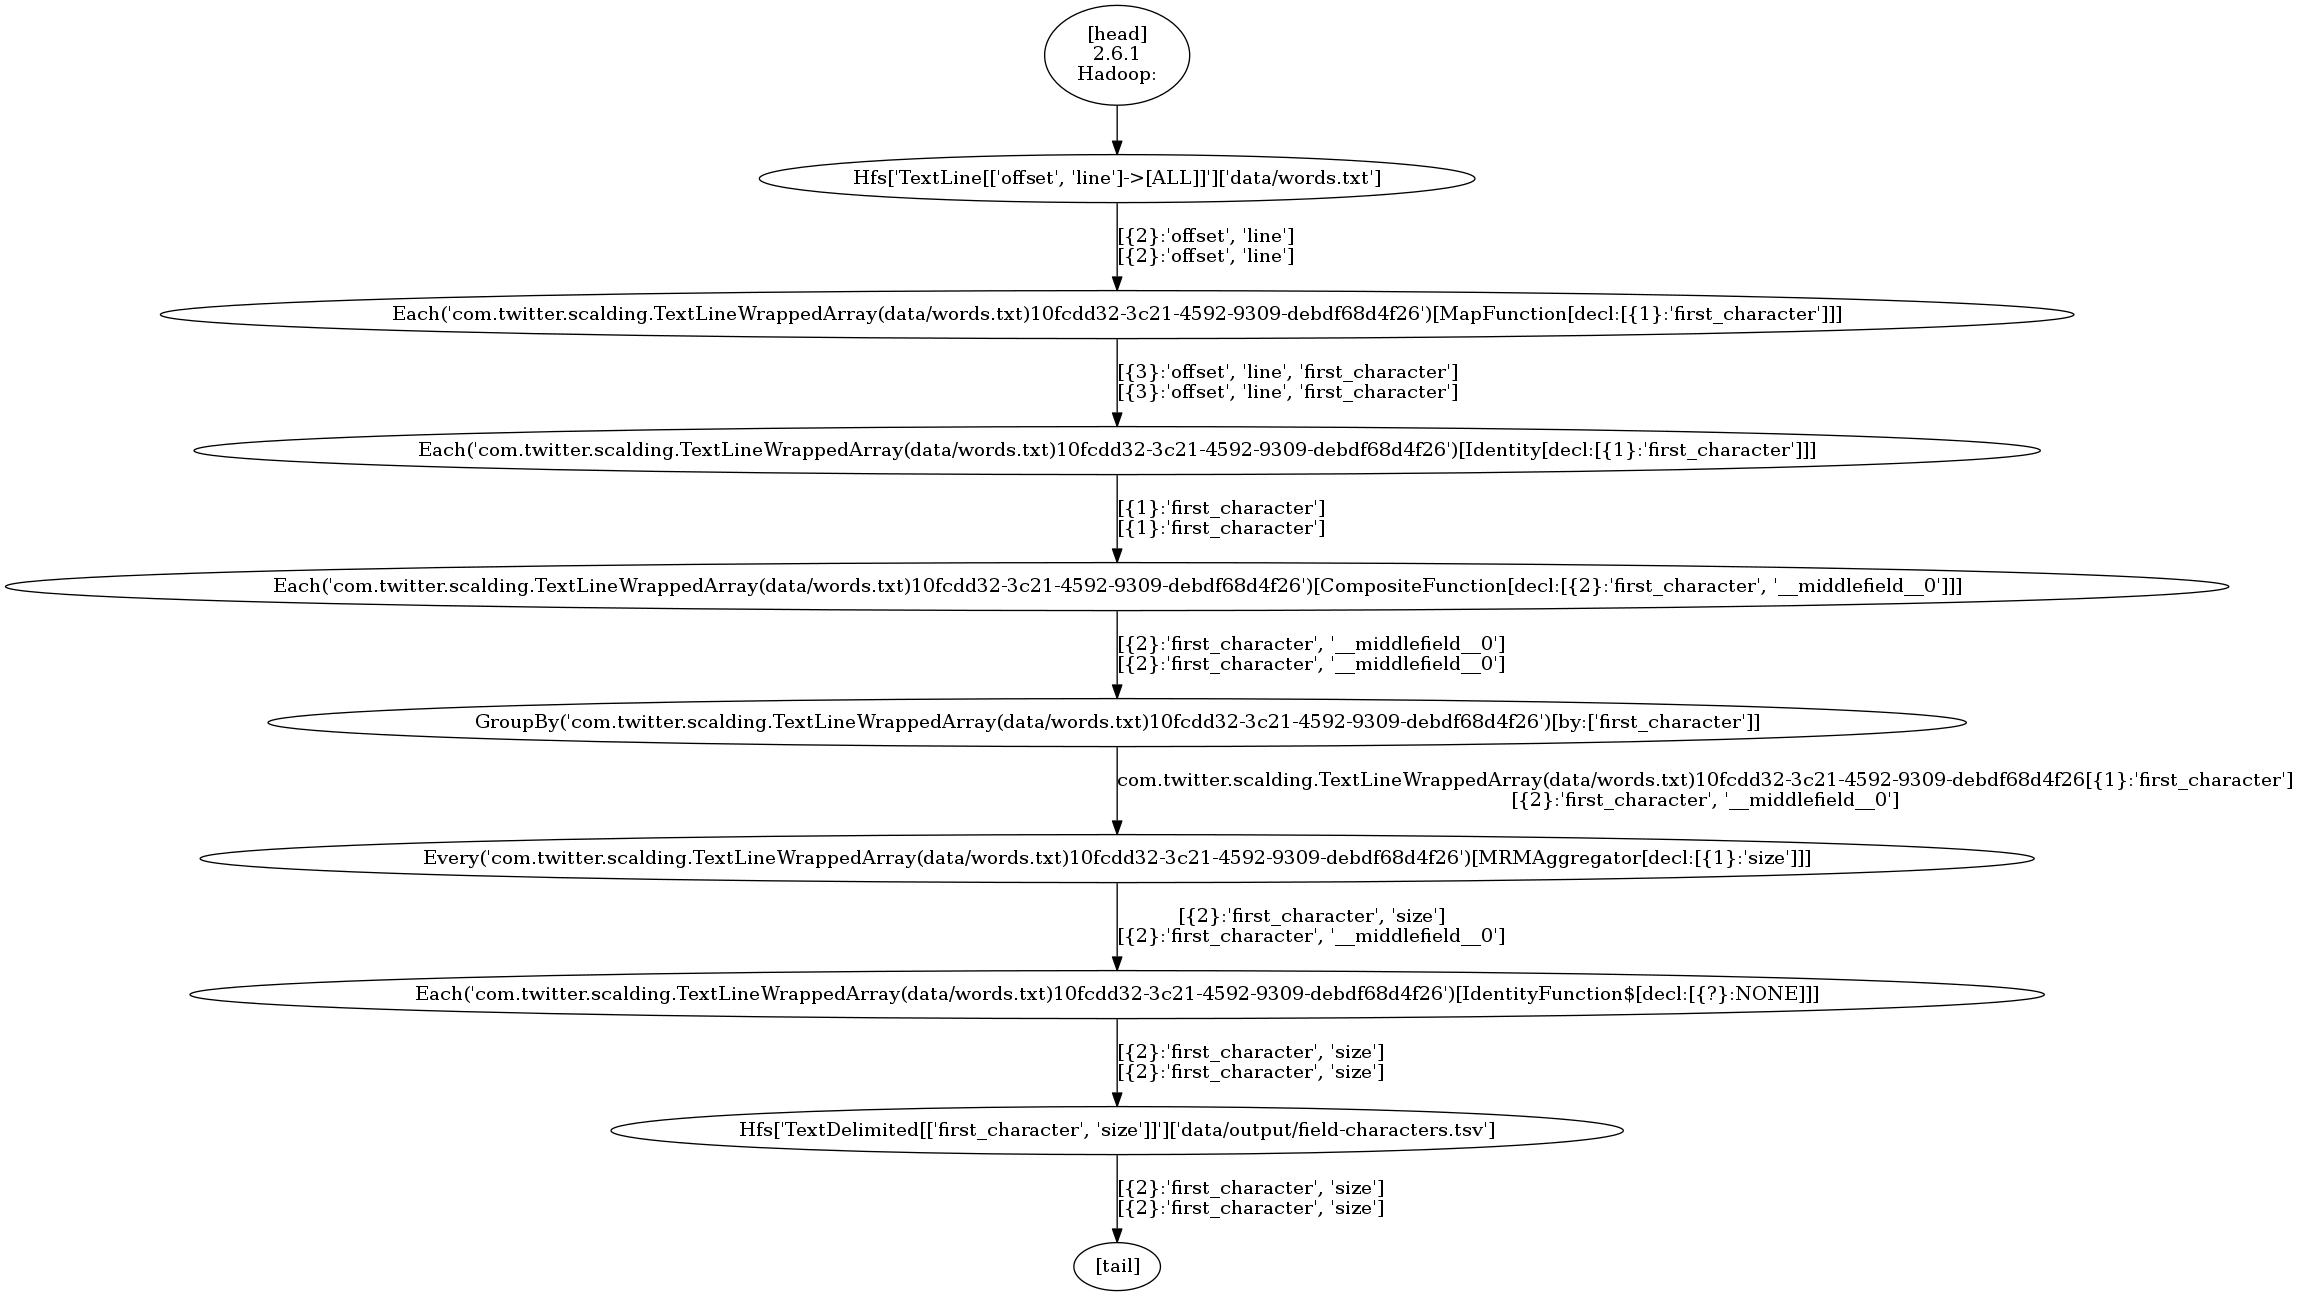 [head]
2.6.1
Hadoop:
Hfs['TextLine[['offset', 'line']->[ALL]]']['data/words.txt']
[{2}:'offset', 'line']
[{2}:'offset', 'line']
Each('com.twitter.scalding.TextLineWrappedArray(data/words.txt)10fcdd32-3c21-4592-9309-debdf68d4f26')[MapFunction[decl:[{1}:'first_character']]]
[{3}:'offset', 'line', 'first_character']
[{3}:'offset', 'line', 'first_character']
Each('com.twitter.scalding.TextLineWrappedArray(data/words.txt)10fcdd32-3c21-4592-9309-debdf68d4f26')[Identity[decl:[{1}:'first_character']]]
[{1}:'first_character']
[{1}:'first_character']
Each('com.twitter.scalding.TextLineWrappedArray(data/words.txt)10fcdd32-3c21-4592-9309-debdf68d4f26')[CompositeFunction[decl:[{2}:'first_character', '__middlefield__0']]]
[{2}:'first_character', '__middlefield__0']
[{2}:'first_character', '__middlefield__0']
GroupBy('com.twitter.scalding.TextLineWrappedArray(data/words.txt)10fcdd32-3c21-4592-9309-debdf68d4f26')[by:['first_character']]
com.twitter.scalding.TextLineWrappedArray(data/words.txt)10fcdd32-3c21-4592-9309-debdf68d4f26[{1}:'first_character']
[{2}:'first_character', '__middlefield__0']
Every('com.twitter.scalding.TextLineWrappedArray(data/words.txt)10fcdd32-3c21-4592-9309-debdf68d4f26')[MRMAggregator[decl:[{1}:'size']]]
[{2}:'first_character', 'size']
[{2}:'first_character', '__middlefield__0']
Each('com.twitter.scalding.TextLineWrappedArray(data/words.txt)10fcdd32-3c21-4592-9309-debdf68d4f26')[IdentityFunction$[decl:[{?}:NONE]]]
[{2}:'first_character', 'size']
[{2}:'first_character', 'size']
Hfs['TextDelimited[['first_character', 'size']]']['data/output/field-characters.tsv']
[{2}:'first_character', 'size']
[{2}:'first_character', 'size']
[tail]